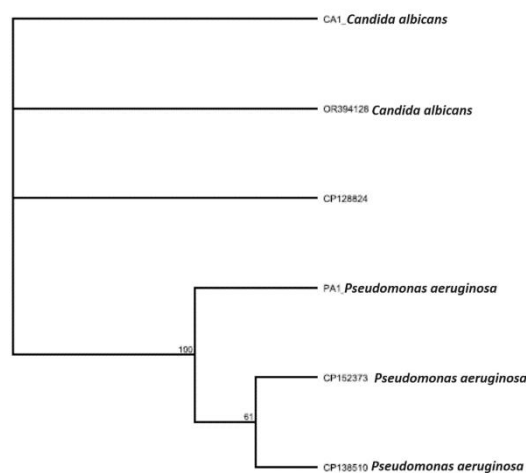 CA1_Candida albicans
OR394128 Candida albicans
CP128824
PA1_Pseudomonas aeruginosa
100
CP152373 Pseudomonas aeruginosa
61
CP138510 Pseudomonas aeruginosa